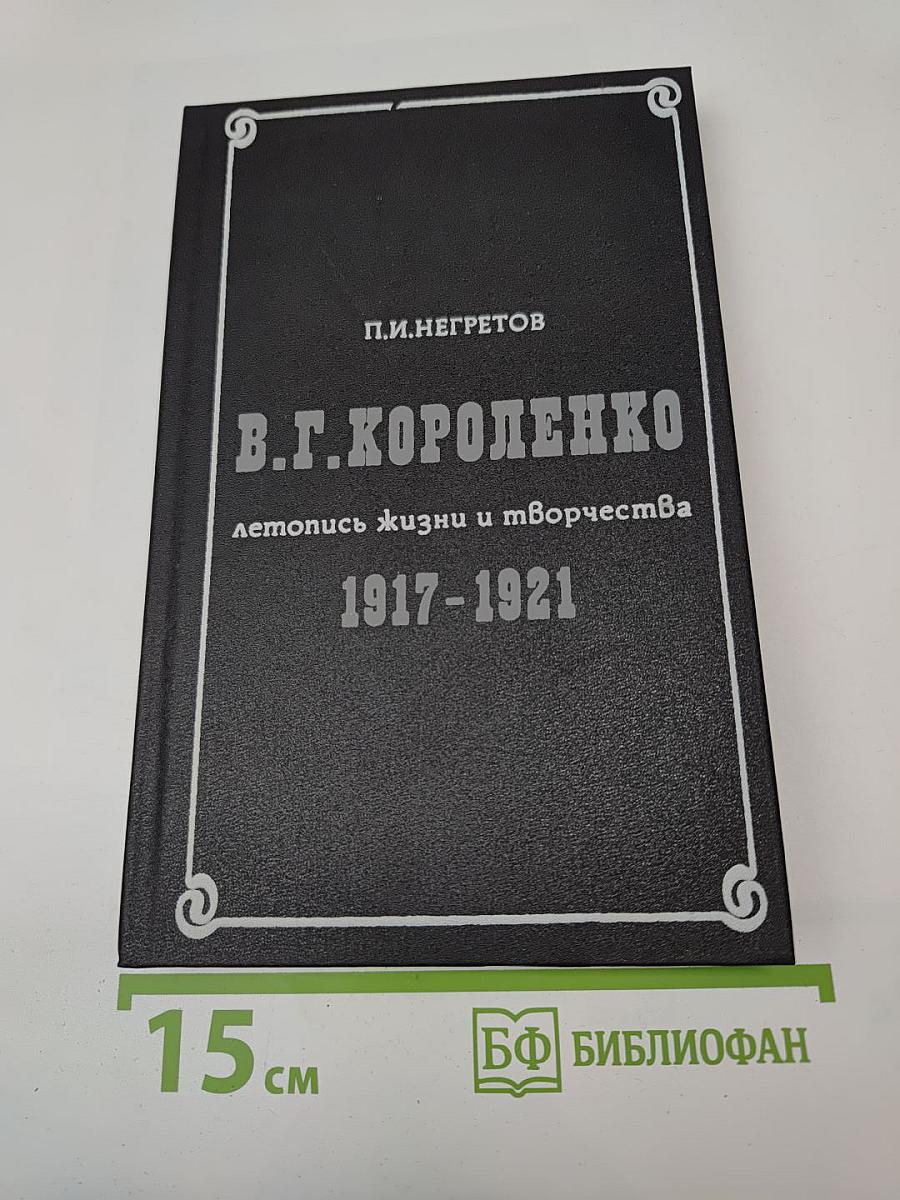 П.И.НЕГРЕТОВ
В.Г.КОРОЛЕНКО
летопись жизни и творчества
1917-1921
15 см
БФ БИБЛИОФАН